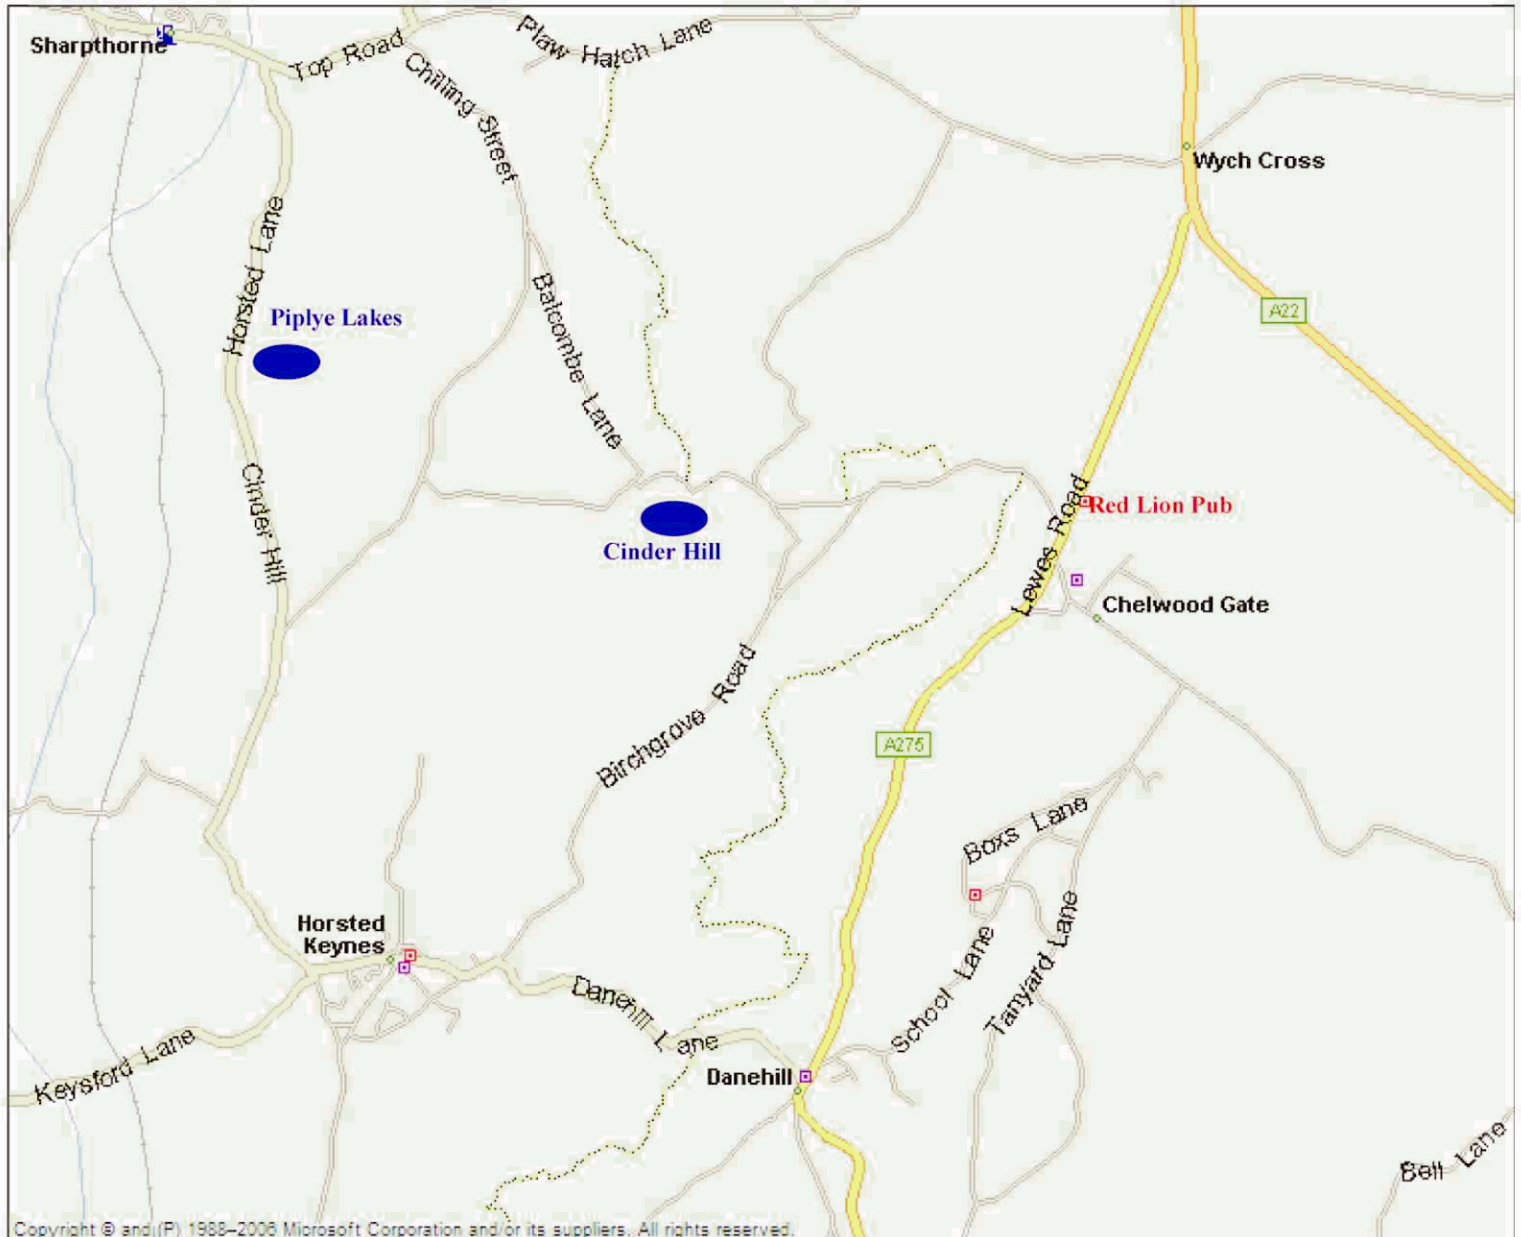 Sharpthorne
Top Road
Plaw Hatch Lane
Chilling Street
Wych Cross
Horsted Lane
Balcombe Lane
Piplye Lakes
A22
Cinder Hill
Lewes Road
Red Lion Pub
Cinder Hill
Chelwood Gate
Birchgrove Road
A275
Boxs Lane
Horsted
Keynes
School Lane
Tanyard Lane
Danehill Lane
Keysford Lane
Danehill
Bell Lane
Copyright © and (P) 1988–2006 Microsoft Corporation and/or its suppliers. All rights reserved.